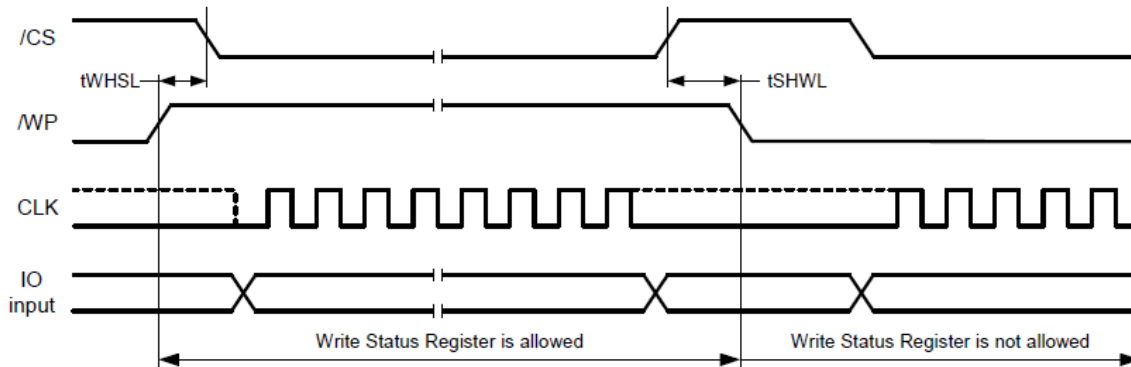 /CS
tWHSL
tSHWL
/WP
CLK
IO
input
Write Status Register is allowed
Write Status Register is not allowed